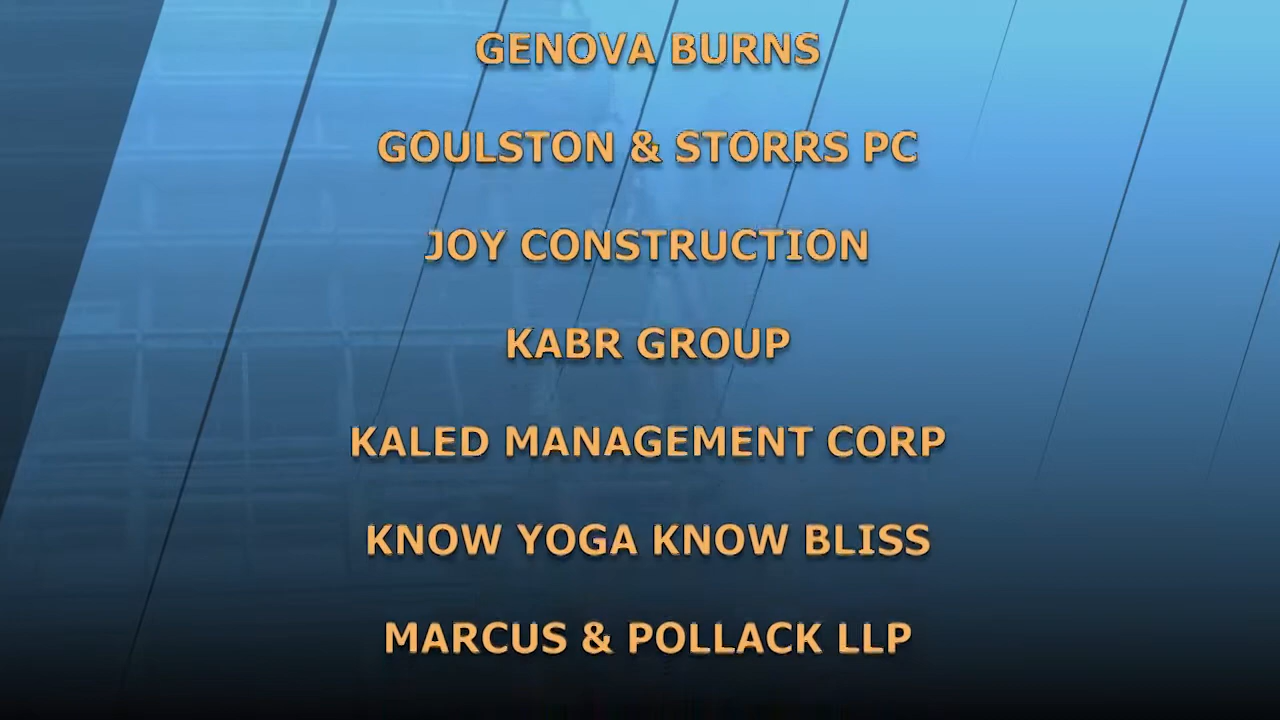 GENOVA BURNS
GOULSTON & STORRS PC
JOY CONSTRUCTION
KABR GROUP
KALED MANAGEMENT CORP
KNOW YOGA KNOW BLISS
MARCUS & POLLACK LLP